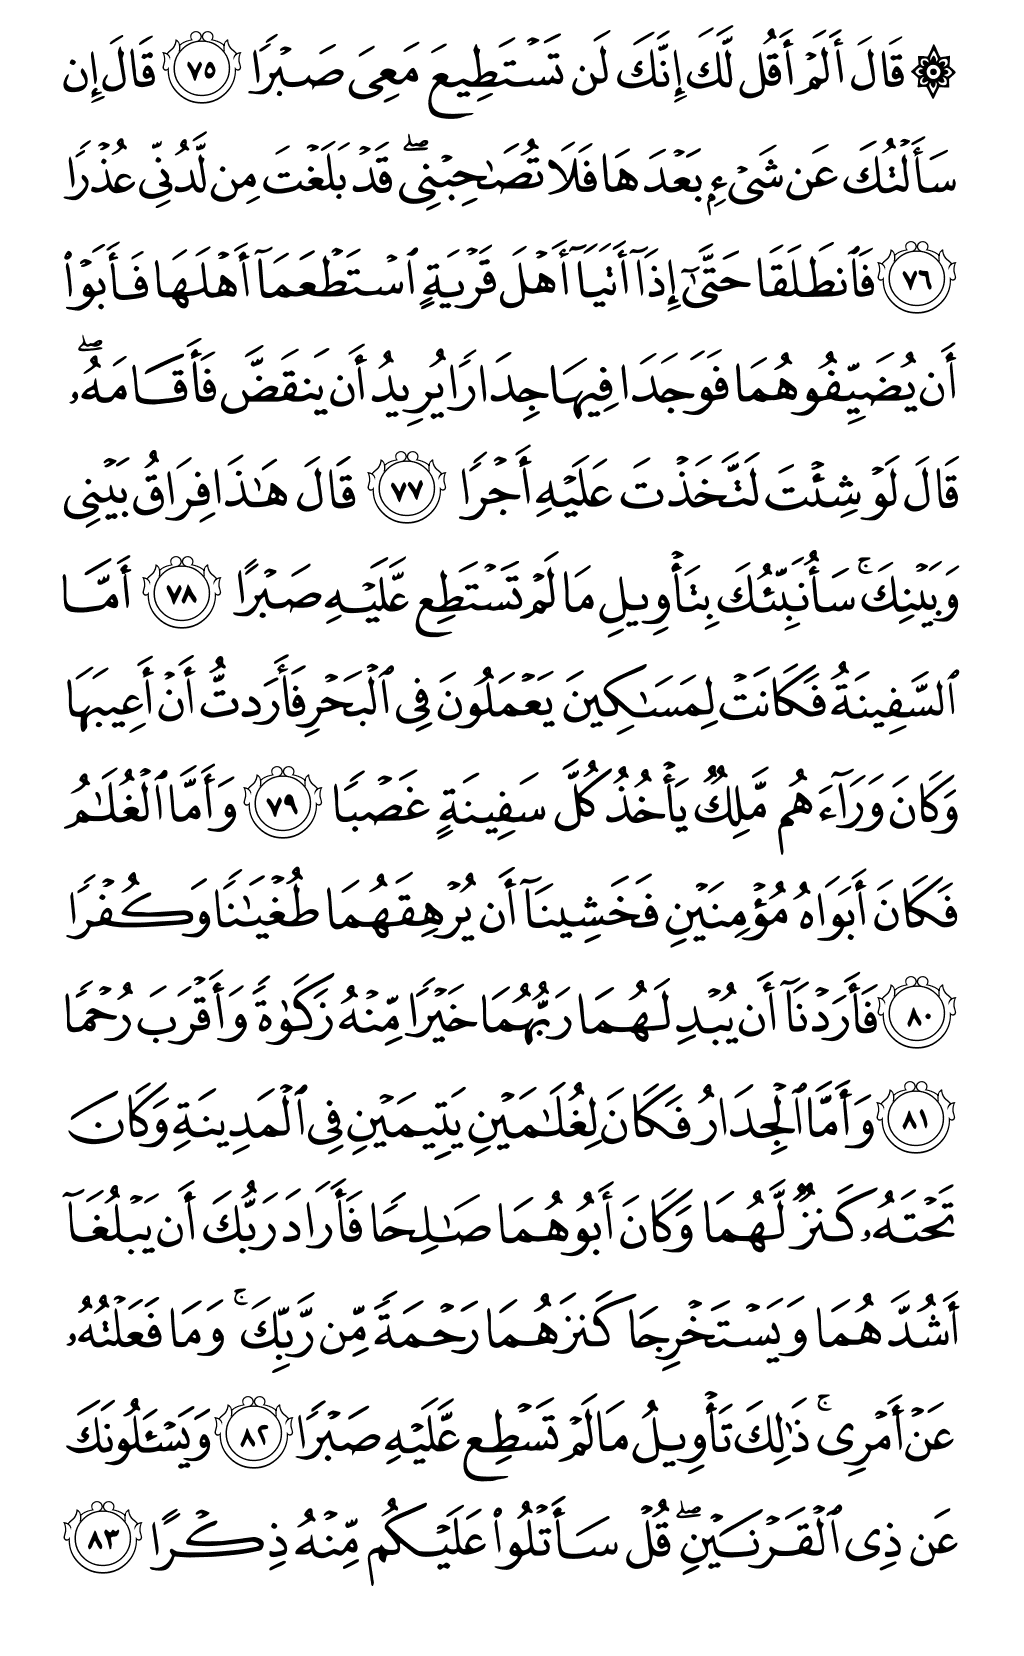 ۞ قَالَ أَلَمْ أَقُل لَّكَ إِنَّكَ لَن تَسْتَطِيعَ مَعِىَ صَبْرًا ٧٥ قَالَ إِن
سَأَلْتُكَ عَن شَىْءٍۭ بَعْدَهَا فَلَا تُصَٰحِبْنِى ۖ قَدْ بَلَغْتَ مِن لَّدُنِّى عُذْرًا
٧٦ فَٱنطَلَقَا حَتَّىٰٓ إِذَآ أَتَيَآ أَهْلَ قَرْيَةٍ ٱسْتَطْعَمَآ أَهْلَهَا فَأَبَوْا۟
أَن يُضَيِّفُوهُمَا فَوَجَدَا فِيهَا جِدَارًا يُرِيدُ أَن يَنقَضَّ فَأَقَامَهُۥ ۖ
قَالَ لَوْ شِئْتَ لَتَّخَذْتَ عَلَيْهِ أَجْرًا ٧٧ قَالَ هَٰذَا فِرَاقُ بَيْنِى
وَبَيْنِكَ ۚ سَأُنَبِّئُكَ بِتَأْوِيلِ مَا لَمْ تَسْتَطِع عَّلَيْهِ صَبْرًا ٧٨ أَمَّا
ٱلسَّفِينَةُ فَكَانَتْ لِمَسَٰكِينَ يَعْمَلُونَ فِى ٱلْبَحْرِ فَأَرَدتُّ أَنْ أَعِيبَهَا
وَكَانَ وَرَآءَهُم مَّلِكٌ يَأْخُذُ كُلَّ سَفِينَةٍ غَصْبًا ٧٩ وَأَمَّا ٱلْغُلَٰمُ
فَكَانَ أَبَوَاهُ مُؤْمِنَيْنِ فَخَشِينَآ أَن يُرْهِقَهُمَا طُغْيَٰنًا وَكُفْرًا
٨٠ فَأَرَدْنَآ أَن يُبْدِلَهُمَا رَبُّهُمَا خَيْرًا مِّنْهُ زَكَوٰةً وَأَقْرَبَ رُحْمًا
٨١ وَأَمَّا ٱلْجِدَارُ فَكَانَ لِغُلَٰمَيْنِ يَتِيمَيْنِ فِى ٱلْمَدِينَةِ وَكَانَ
تَحْتَهُۥ كَنزٌ لَّهُمَا وَكَانَ أَبُوهُمَا صَٰلِحًا فَأَرَادَ رَبُّكَ أَن يَبْلُغَآ
أَشُدَّهُمَا وَيَسْتَخْرِجَا كَنزَهُمَا رَحْمَةً مِّن رَّبِّكَ ۚ وَمَا فَعَلْتُهُۥ
عَنْ أَمْرِى ۚ ذَٰلِكَ تَأْوِيلُ مَا لَمْ تَسْطِع عَّلَيْهِ صَبْرًا ٨٢ وَيَسْـَٔلُونَكَ
عَن ذِى ٱلْقَرْنَيْنِ ۖ قُلْ سَأَتْلُوا۟ عَلَيْكُم مِّنْهُ ذِكْرًا ٨٣